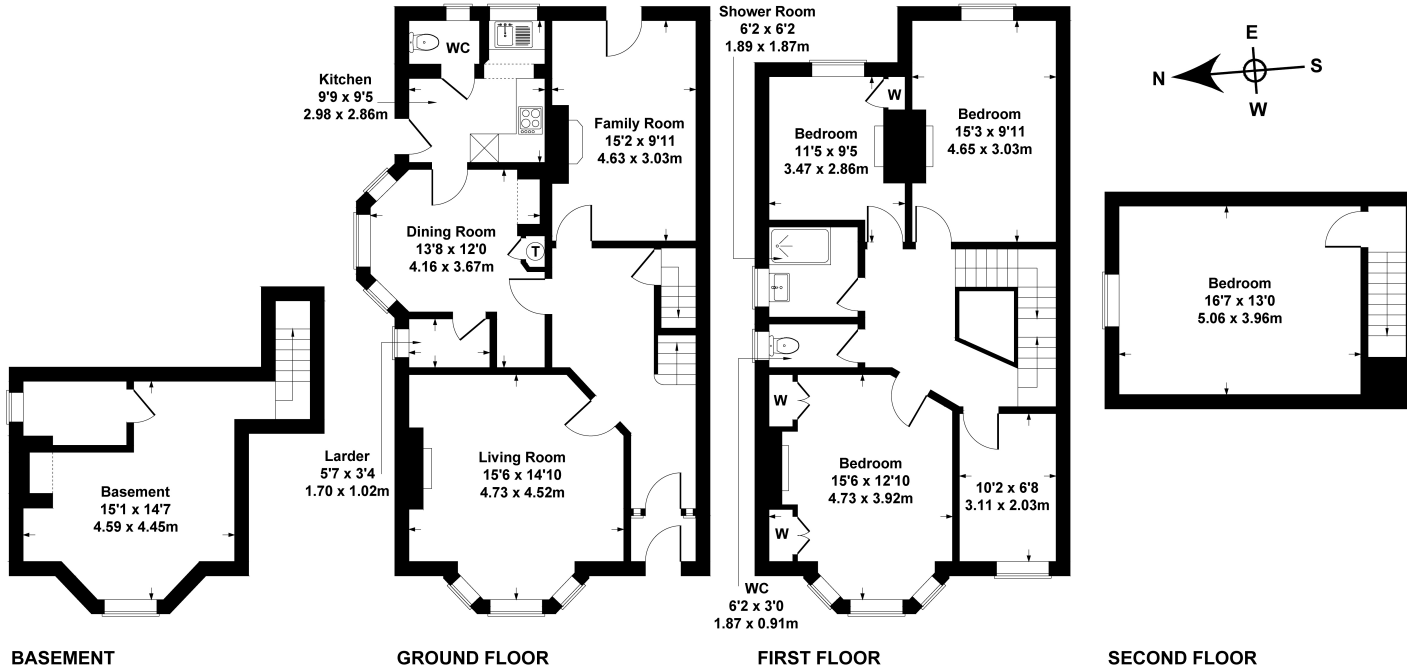 Shower Room
6'2 x 6'2
1.89 x 1.87m
E
N
S
W
WC
Kitchen
9'9 x 9'5
2.98 x 2.86m
Family Room
15'2 x 9'11
4.63 x 3.03m
W
Bedroom
11'5 x 9'5
3.47 x 2.86m
Bedroom
15'3 x 9'11
4.65 x 3.03m
Dining Room
13'8 x 12'0
4.16 x 3.67m
T
Bedroom
16'7 x 13'0
5.06 x 3.96m
Basement
15'1 x 14'7
4.59 x 4.45m
Larder
5'7 x 3'4
1.70 x 1.02m
Living Room
15'6 x 14'10
4.73 x 4.52m
W
Bedroom
15'6 x 12'10
4.73 x 3.92m
W
10'2 x 6'8
3.11 x 2.03m
WC
6'2 x 3'0
1.87 x 0.91m
BASEMENT
GROUND FLOOR
FIRST FLOOR
SECOND FLOOR